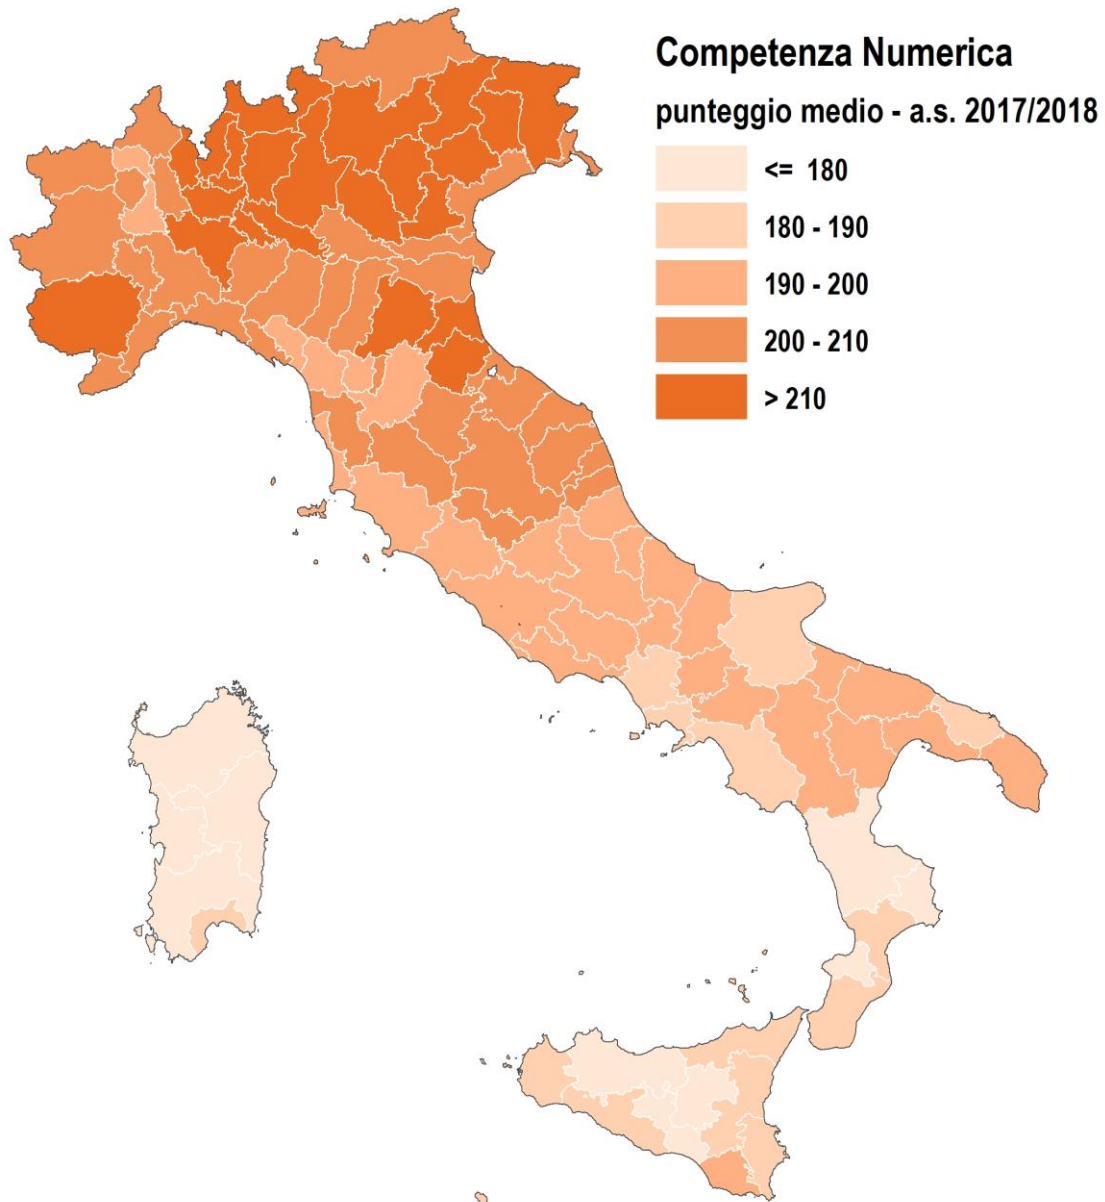 Competenza Numerica
punteggio medio - a.s. 2017/2018
<= 180
180 - 190
190 - 200
200 - 210
> 210